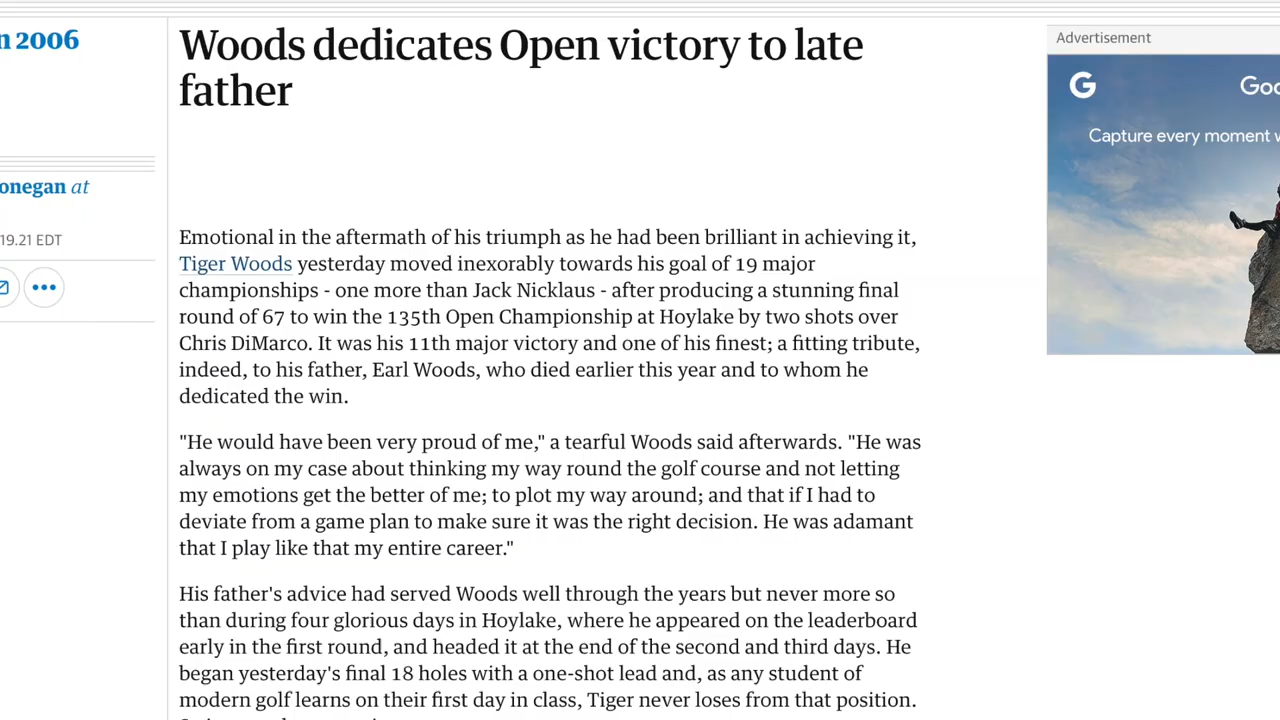 n 2006
Woods dedicates Open victory to late
father
onegan at
19.21 EDT
Emotional in the aftermath of his triumph as he had been brilliant in achieving it,
Tiger Woods yesterday moved inexorably towards his goal of 19 major
championships - one more than Jack Nicklaus - after producing a stunning final
round of 67 to win the 135th Open Championship at Hoylake by two shots over
Chris DiMarco. It was his 11th major victory and one of his finest; a fitting tribute,
indeed, to his father, Earl Woods, who died earlier this year and to whom he
dedicated the win.
"He would have been very proud of me," a tearful Woods said afterwards. "He was
always on my case about thinking my way round the golf course and not letting
my emotions get the better of me; to plot my way around; and that if I had to
deviate from a game plan to make sure it was the right decision. He was adamant
that I play like that my entire career."
His father's advice had served Woods well through the years but never more so
than during four glorious days in Hoylake, where he appeared on the leaderboard
early in the first round, and headed it at the end of the second and third days. He
began yesterday's final 18 holes with a one-shot lead and, as any student of
modern golf learns on their first day in class, Tiger never loses from that position.
Advertisement
G
Goo
Capture every moment w